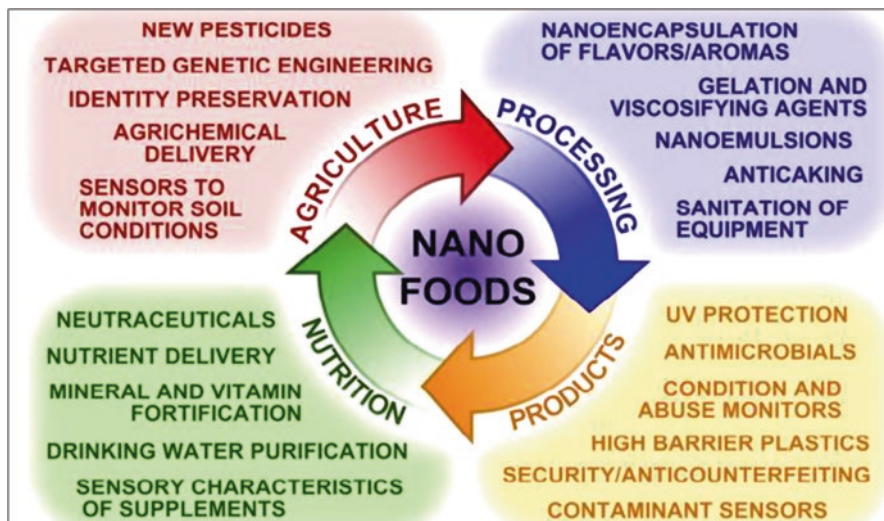 NEW PESTICIDES
TARGETED GENETIC ENGINEERING
IDENTITY PRESERVATION
AGRICHEMICAL
DELIVERY
SENSORS TO
MONITOR SOIL
CONDITIONS
AGRICULTURE
NANOENCAPSULATION
OF FLAVORS/AROMAS
GELATION AND
VISCOSIFYING AGENTS
NANOEMULSIONS
ANTICAKING
SANITATION OF
EQUIPMENT
PROCESSING
NANO
FOODS
NEUTRACEUTICALS
NUTRIENT DELIVERY
MINERAL AND VITAMIN
FORTIFICATION
DRINKING WATER PURIFICATION
SENSORY CHARACTERISTICS
OF SUPPLEMENTS
NUTRITION
UV PROTECTION
ANTIMICROBIALS
CONDITION AND
ABUSE MONITORS
HIGH BARRIER PLASTICS
SECURITY/ANTICOUNTERFEITING
CONTAMINANT SENSORS
PRODUCTS